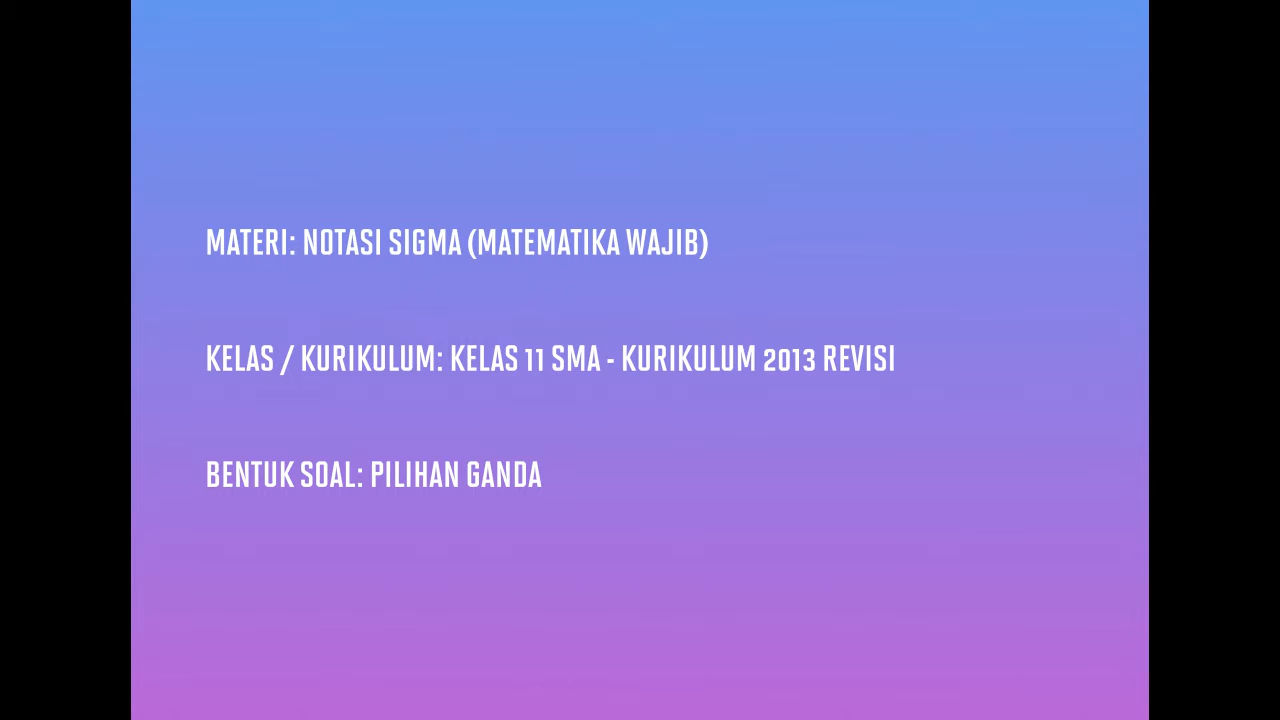 MATERI: NOTASI SIGMA (MATEMATIKA WAJIB)
KELAS / KURIKULUM: KELAS 11 SMA - KURIKULUM 2013 REVISI
BENTUK SOAL: PILIHAN GANDA